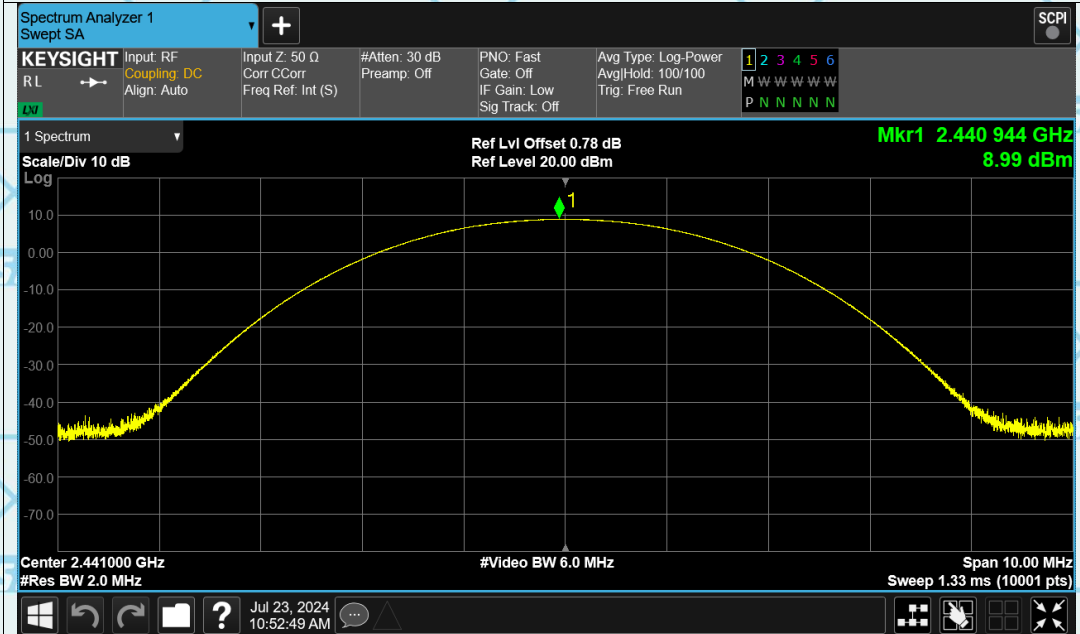 Spectrum Analyzer 1
Swept SA
+
SCPI
KEYSIGHT
R L
LXI
Input: RF
Coupling: DC
Align: Auto
Input Z: 50 Ω
Corr CCorr
Freq Ref: Int (S)
#Atten: 30 dB
Preamp: Off
PNO: Fast
Gate: Off
IF Gain: Low
Sig Track: Off
Avg Type: Log-Power
Avg|Hold: 100/100
Trig: Free Run
1 2 3 4 5 6
M W W W W W
P N N N N N
1 Spectrum
Scale/Div 10 dB
Log
Ref Lvl Offset 0.78 dB
Ref Level 20.00 dBm
Mkr1 2.440 944 GHz
8.99 dBm
1
10.0
0.00
-10.0
-20.0
-30.0
-40.0
-50.0
-60.0
-70.0
Center 2.441000 GHz
#Res BW 2.0 MHz
#Video BW 6.0 MHz
Span 10.00 MHz
Sweep 1.33 ms (10001 pts)
?
Jul 23, 2024
10:52:49 AM